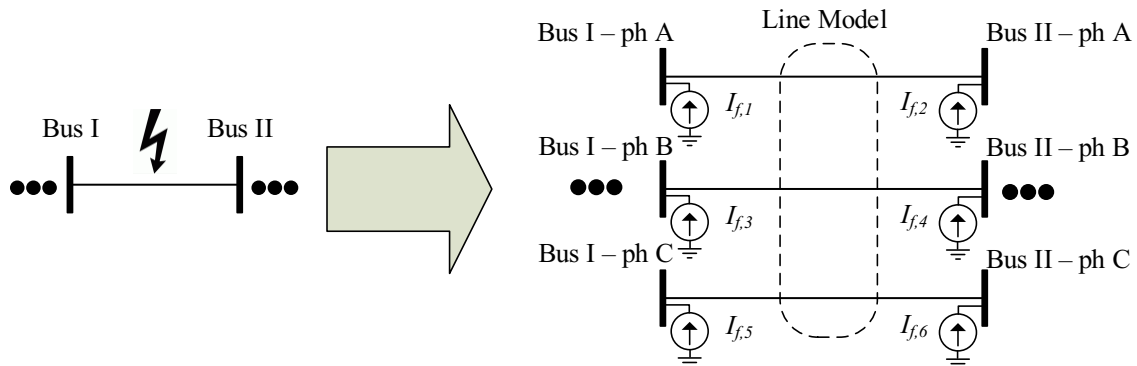 Line Model
Bus I – ph A
Bus II – ph A
I_{f,1}
I_{f,2}
Bus I
Bus II
Bus I – ph B
Bus II – ph B
I_{f,3}
I_{f,4}
Bus I – ph C
Bus II – ph C
I_{f,5}
I_{f,6}